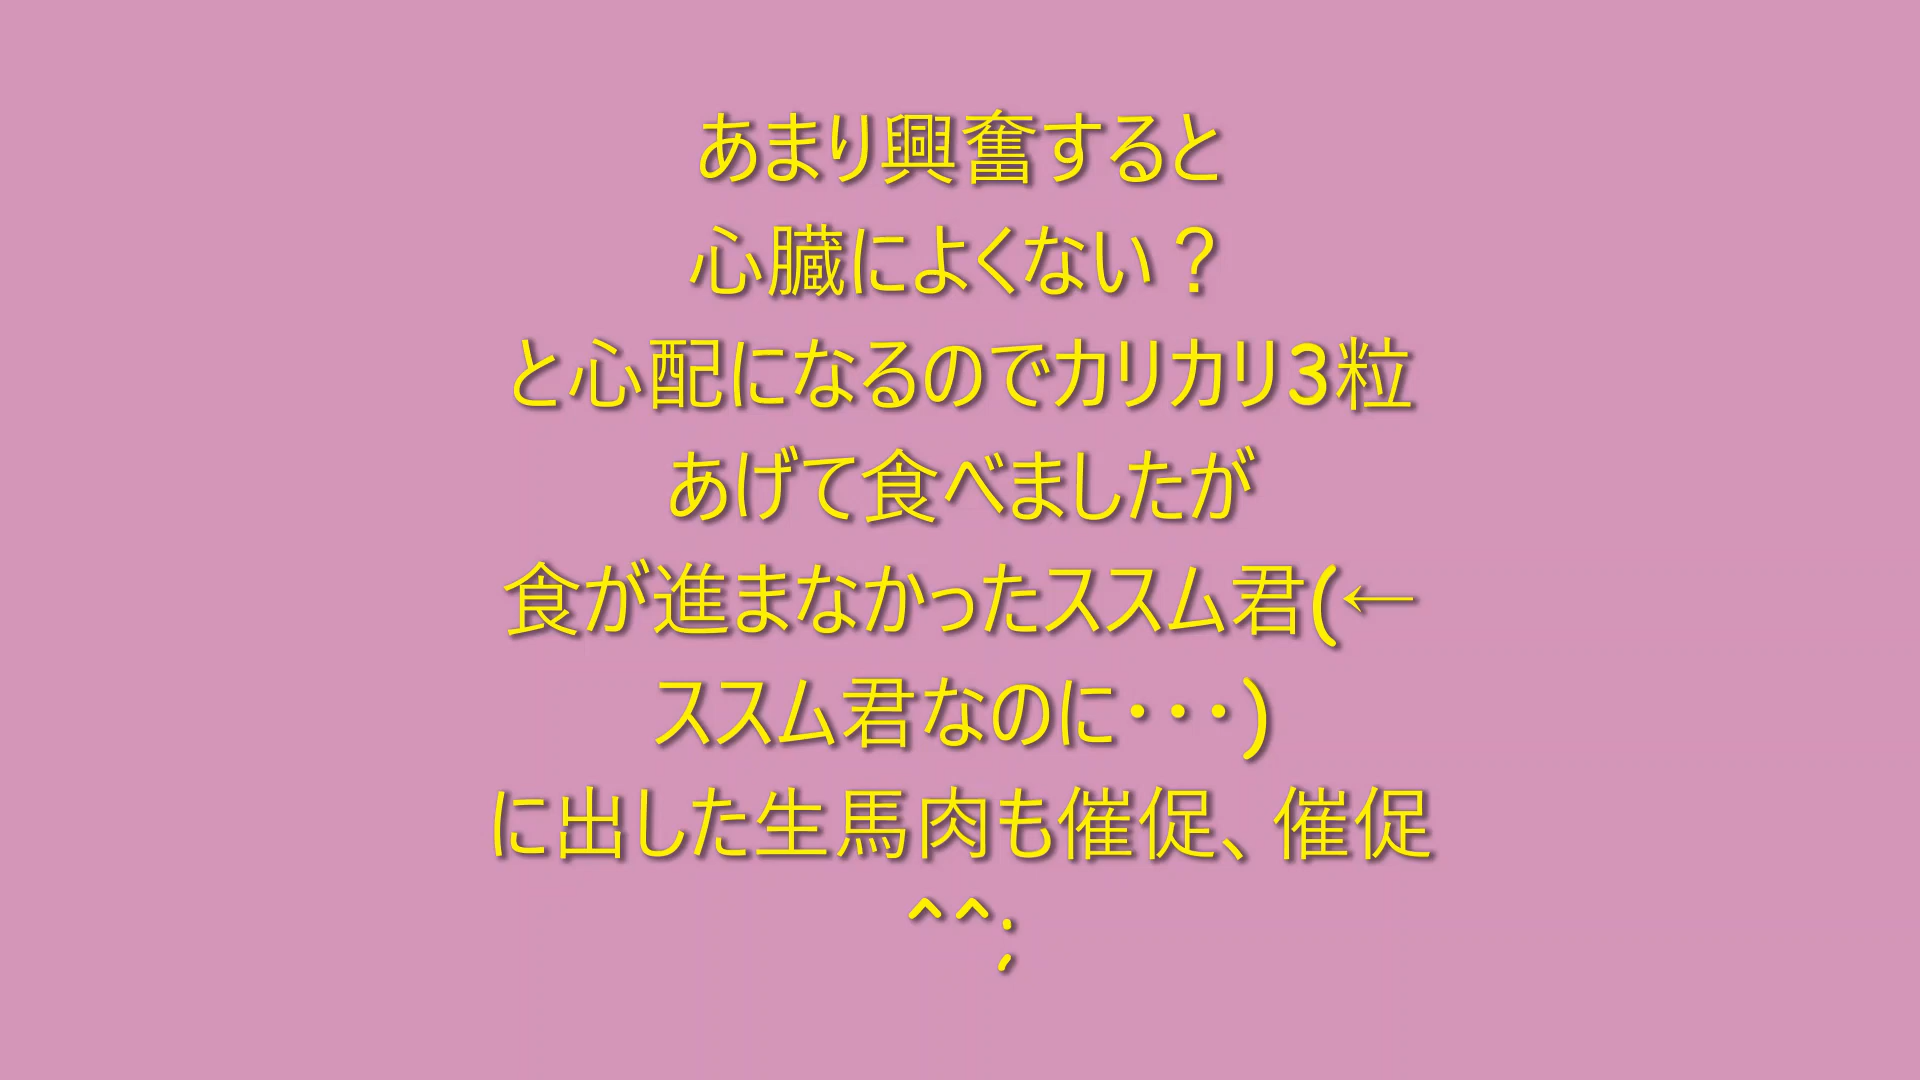 あまり興奮すると
心臓によくない？
と心配になるのでカリカリ3粒
あげて食べましたが
食が進まなかったススム君(←
ススム君なのに・・・)
に出した生馬肉も催促、催促
^^;